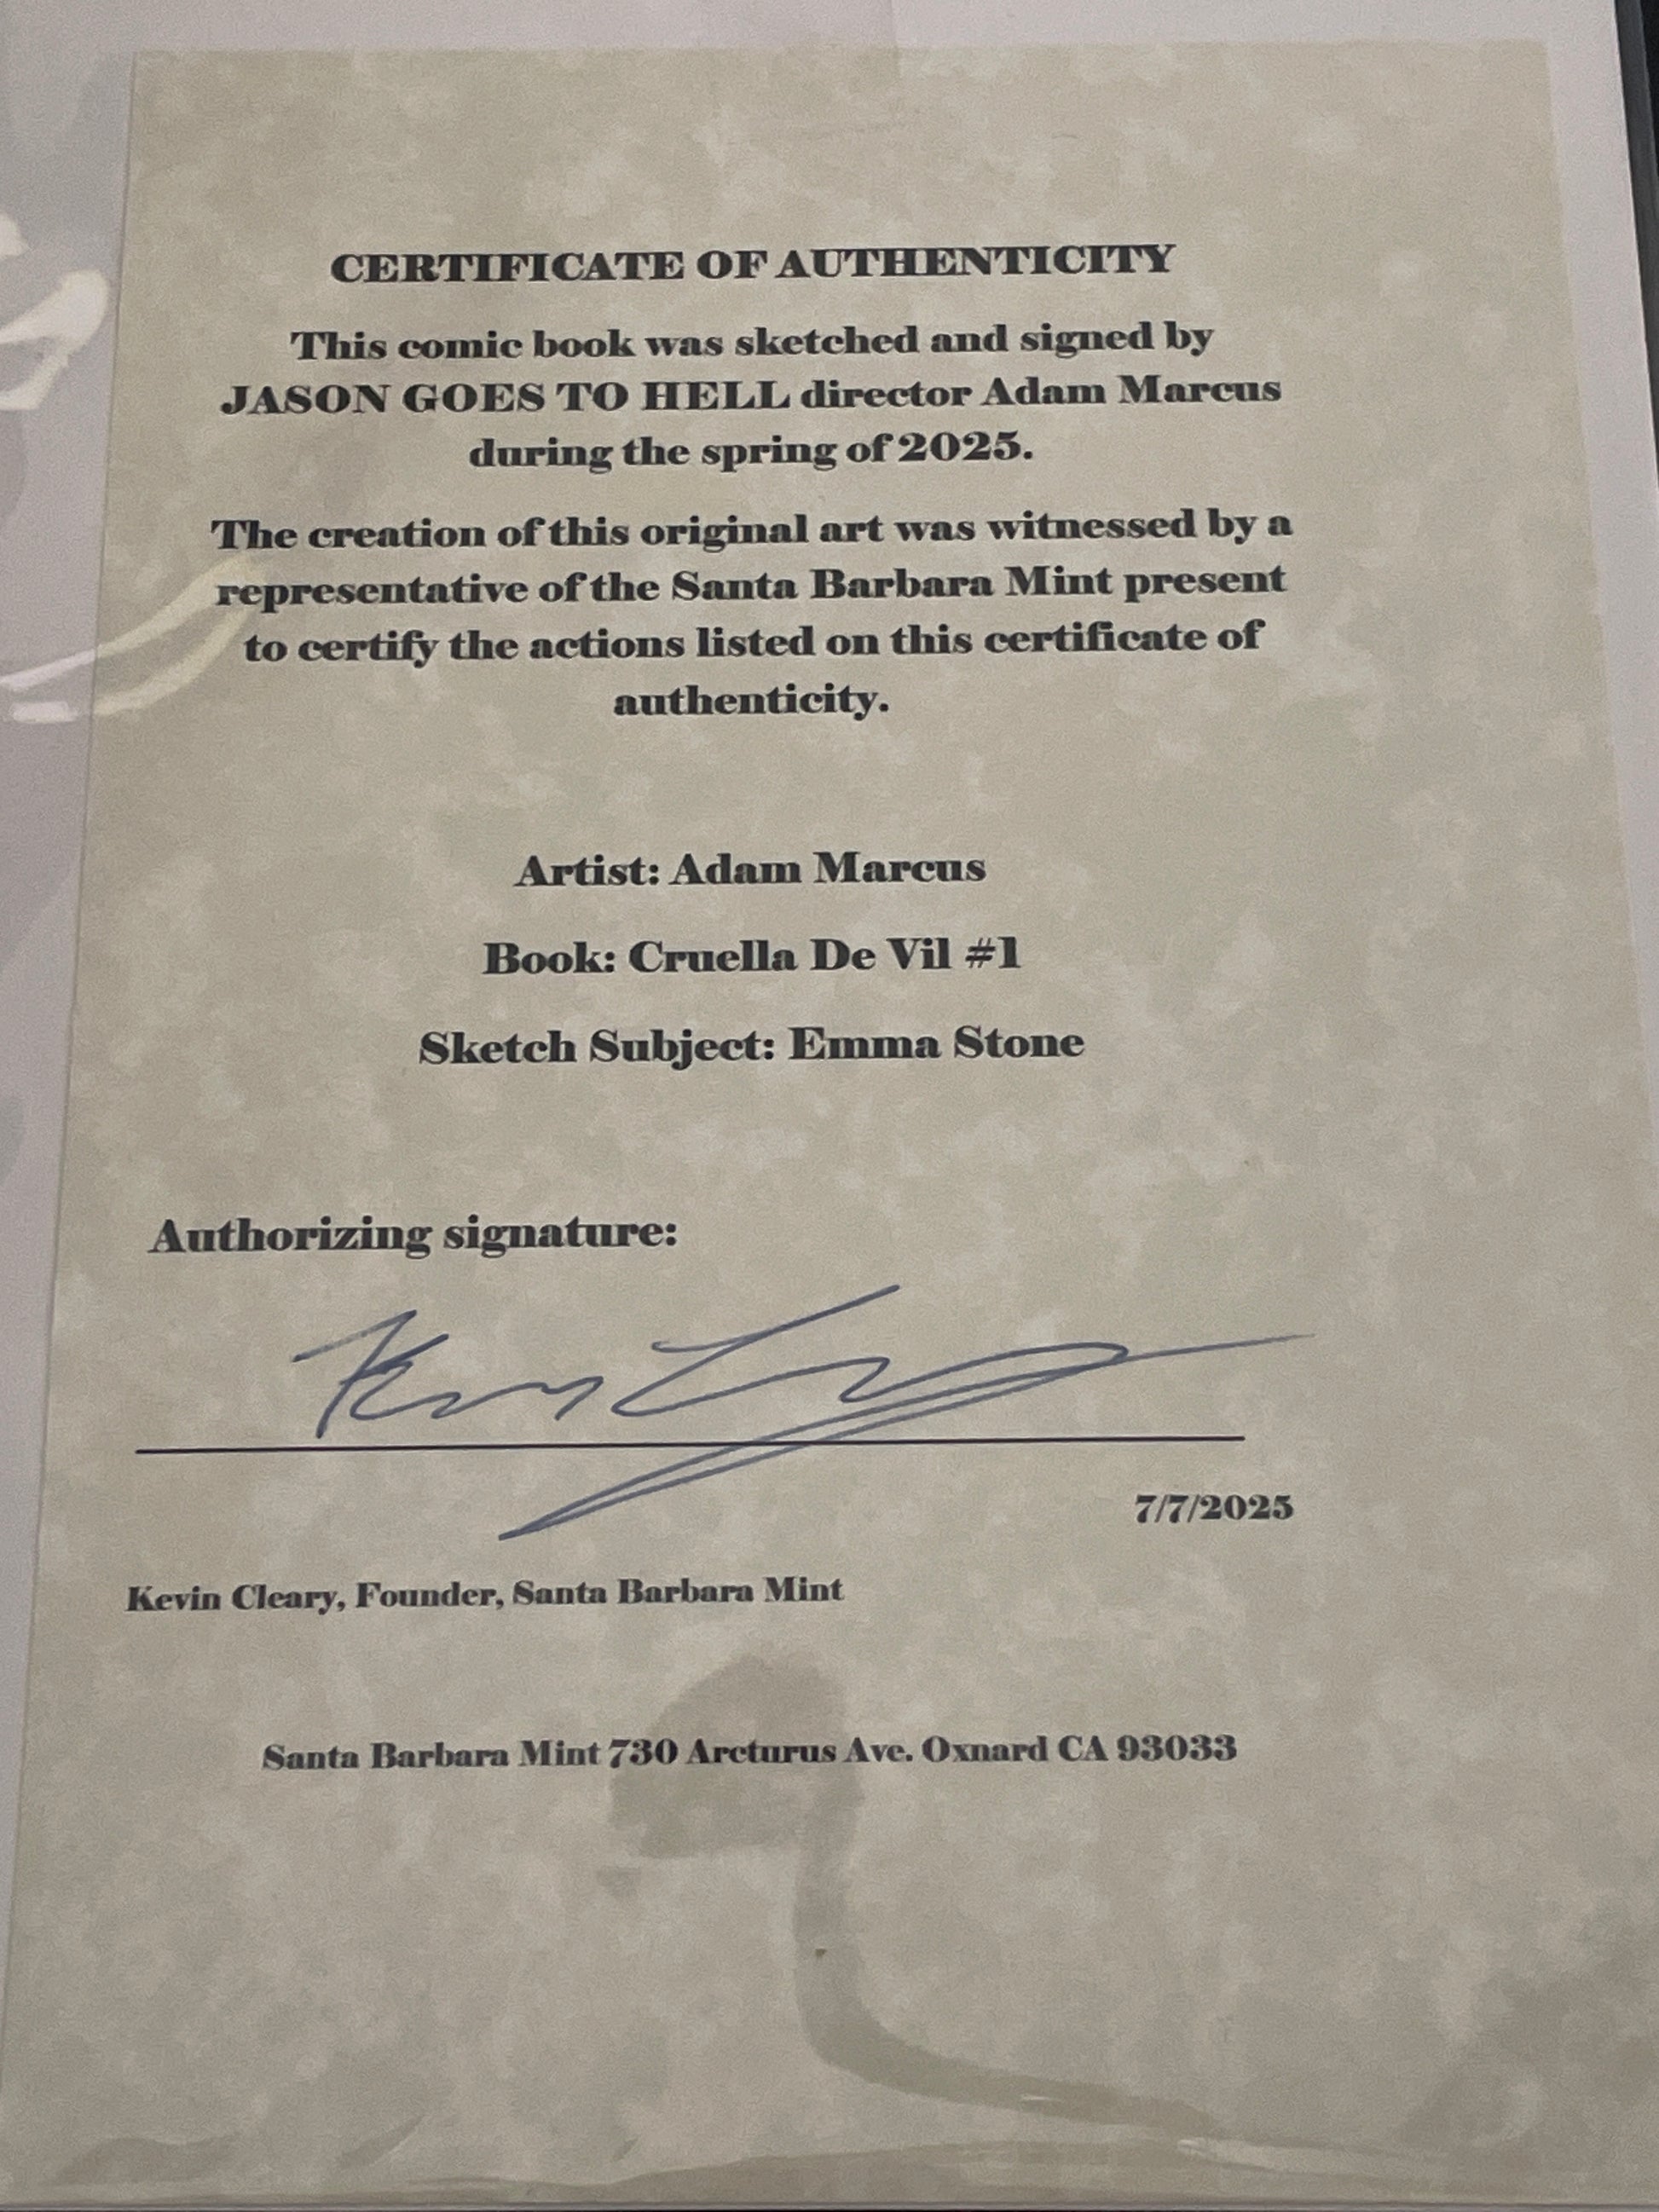 CERTIFICATE OF AUTHENTICITY
This comic book was sketched and signed by
JASON GOES TO HELL director Adam Marcus
during the spring of 2025.
The creation of this original art was witnessed by a
representative of the Santa Barbara Mint present
to certify the actions listed on this certificate of
authenticity.
Artist: Adam Marcus
Book: Cruella De Vil #1
Sketch Subject: Emma Stone
Authorizing signature:
7/7/2025
Kevin Cleary, Founder, Santa Barbara Mint
Santa Barbara Mint 730 Arcturus Ave. Oxnard CA 93033